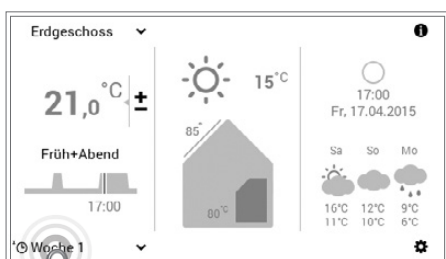 Erdgeschoss
21,0 °C ±
Früh+Abend
17:00
Woche 1
15°C
85°
80°C
17:00
Fr, 17.04.2015
Sa So Mo
16°C 12°C 9°C
11°C 10°C 6°C